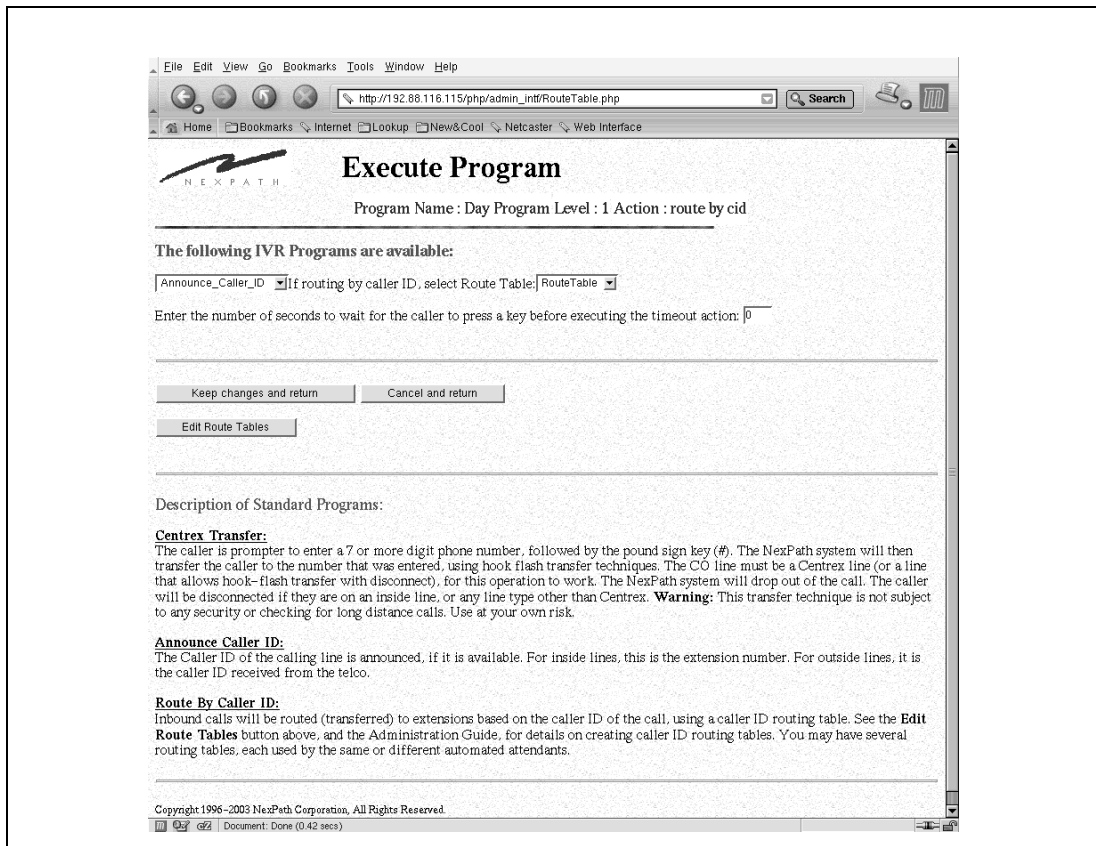 File Edit View Go Bookmarks Tools Window Help
http://192.88.116.115/php/admin_intf/RouteTable.php Search
Home Bookmarks Internet Lookup New&Cool Netcaster Web Interface
NEXPATH
Execute Program
Program Name : Day Program Level : 1 Action : route by cid
The following IVR Programs are available:
Announce_Caller_ID If routing by caller ID, select Route Table: RouteTable
Enter the number of seconds to wait for the caller to press a key before executing the timeout action: 0
Keep changes and return Cancel and return
Edit Route Tables
Description of Standard Programs:
Centrex Transfer:
The caller is prompter to enter a 7 or more digit phone number, followed by the pound sign key (#). The NexPath system will then
transfer the caller to the number that was entered, using hook flash transfer techniques. The CO line must be a Centrex line (or a line
that allows hook-flash transfer with disconnect), for this operation to work. The NexPath system will drop out of the call. The caller
will be disconnected if they are on an inside line, or any line type other than Centrex. Warning: This transfer technique is not subject
to any security or checking for long distance calls. Use at your own risk.
Announce Caller ID:
The Caller ID of the calling line is announced, if it is available. For inside lines, this is the extension number. For outside lines, it is
the caller ID received from the telco.
Route By Caller ID:
Inbound calls will be routed (transferred) to extensions based on the caller ID of the call, using a caller ID routing table. See the Edit
Route Tables button above, and the Administration Guide, for details on creating caller ID routing tables. You may have several
routing tables, each used by the same or different automated attendants.
Copyright 1996-2003 NexPath Corporation, All Rights Reserved.
Document: Done (0.42 secs)